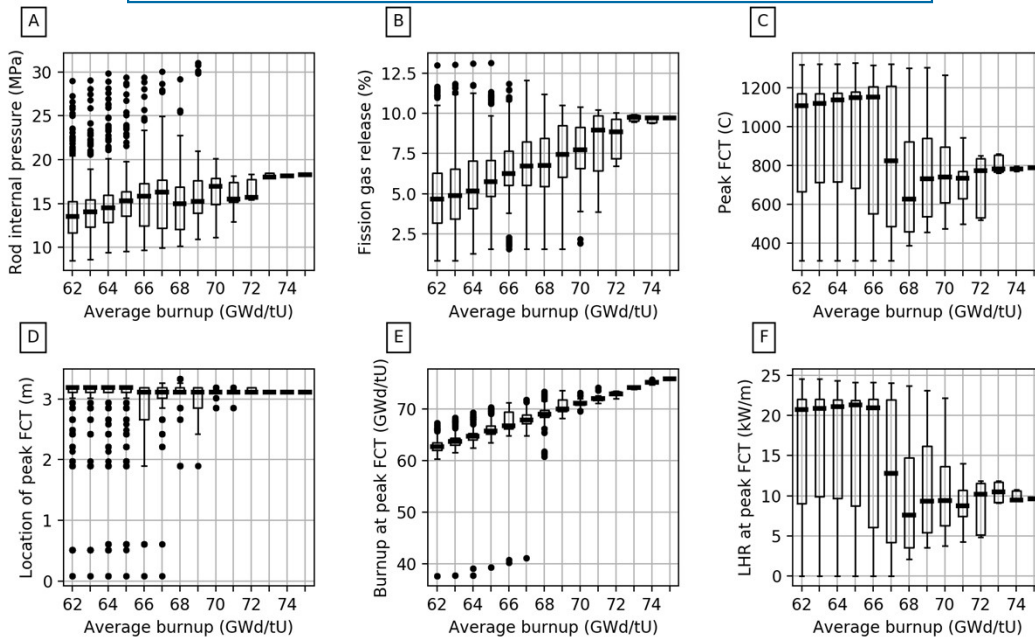 A
B
C
Rod internal pressure (MPa)
30
25
20
15
10
62 64 66 68 70 72 74
Average burnup (GWd/tU)
Fission gas release (%)
12.5
10.0
7.5
5.0
2.5
62 64 66 68 70 72 74
Average burnup (GWd/tU)
Peak FCT (C)
1200
1000
800
600
400
62 64 66 68 70 72 74
Average burnup (GWd/tU)
D
E
F
Location of peak FCT (m)
3
2
1
0
62 64 66 68 70 72 74
Average burnup (GWd/tU)
Burnup at peak FCT (GWd/tU)
70
60
50
40
62 64 66 68 70 72 74
Average burnup (GWd/tU)
LHR at peak FCT (kW/m)
25
20
15
10
5
0
62 64 66 68 70 72 74
Average burnup (GWd/tU)